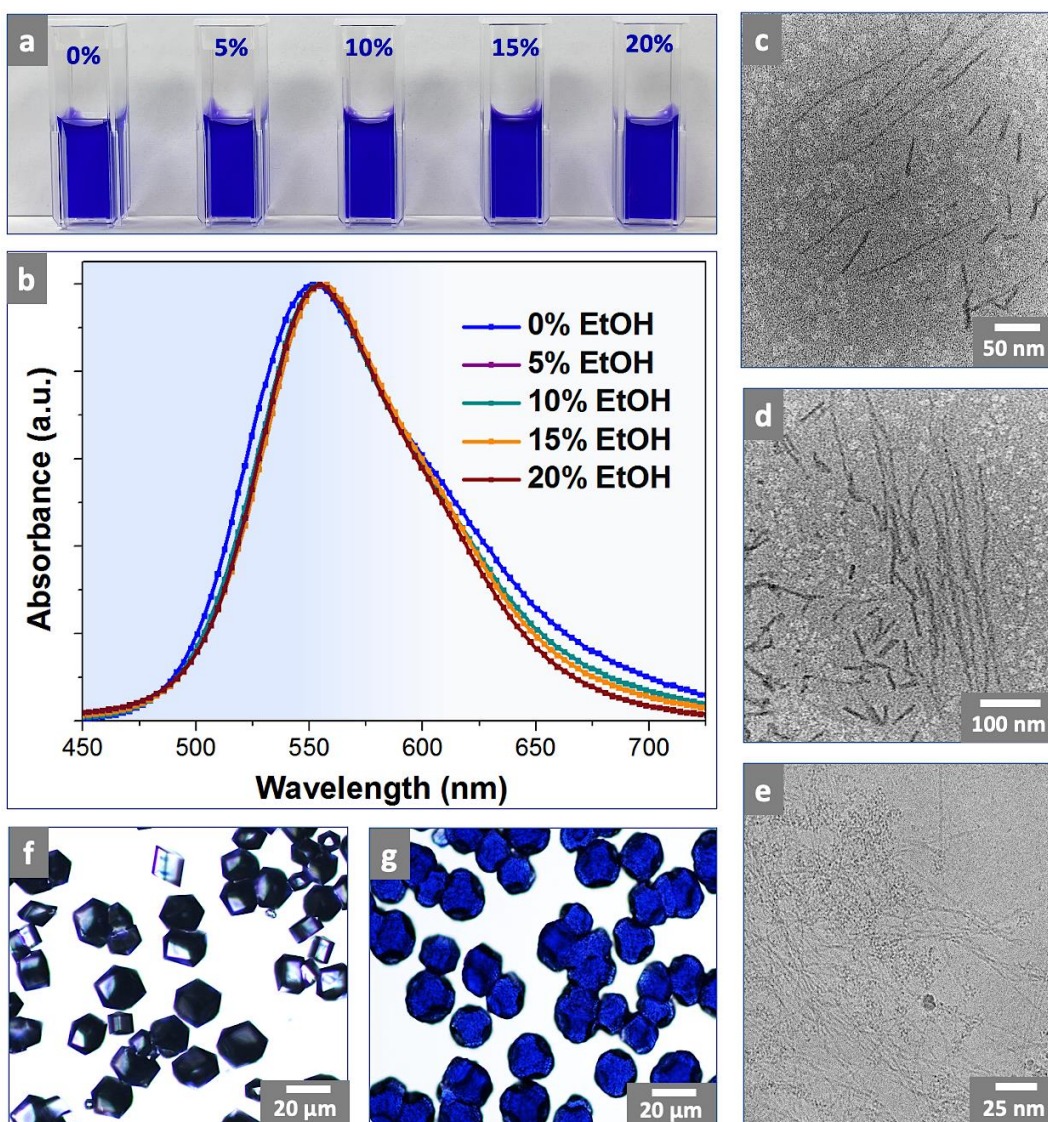 a
0%
5%
10%
15%
20%
b
Absorbance (a.u.)
0% EtOH
5% EtOH
10% EtOH
15% EtOH
20% EtOH
450
500
550
600
650
700
Wavelength (nm)
c
50 nm
d
100 nm
e
25 nm
f
20 µm
g
20 µm